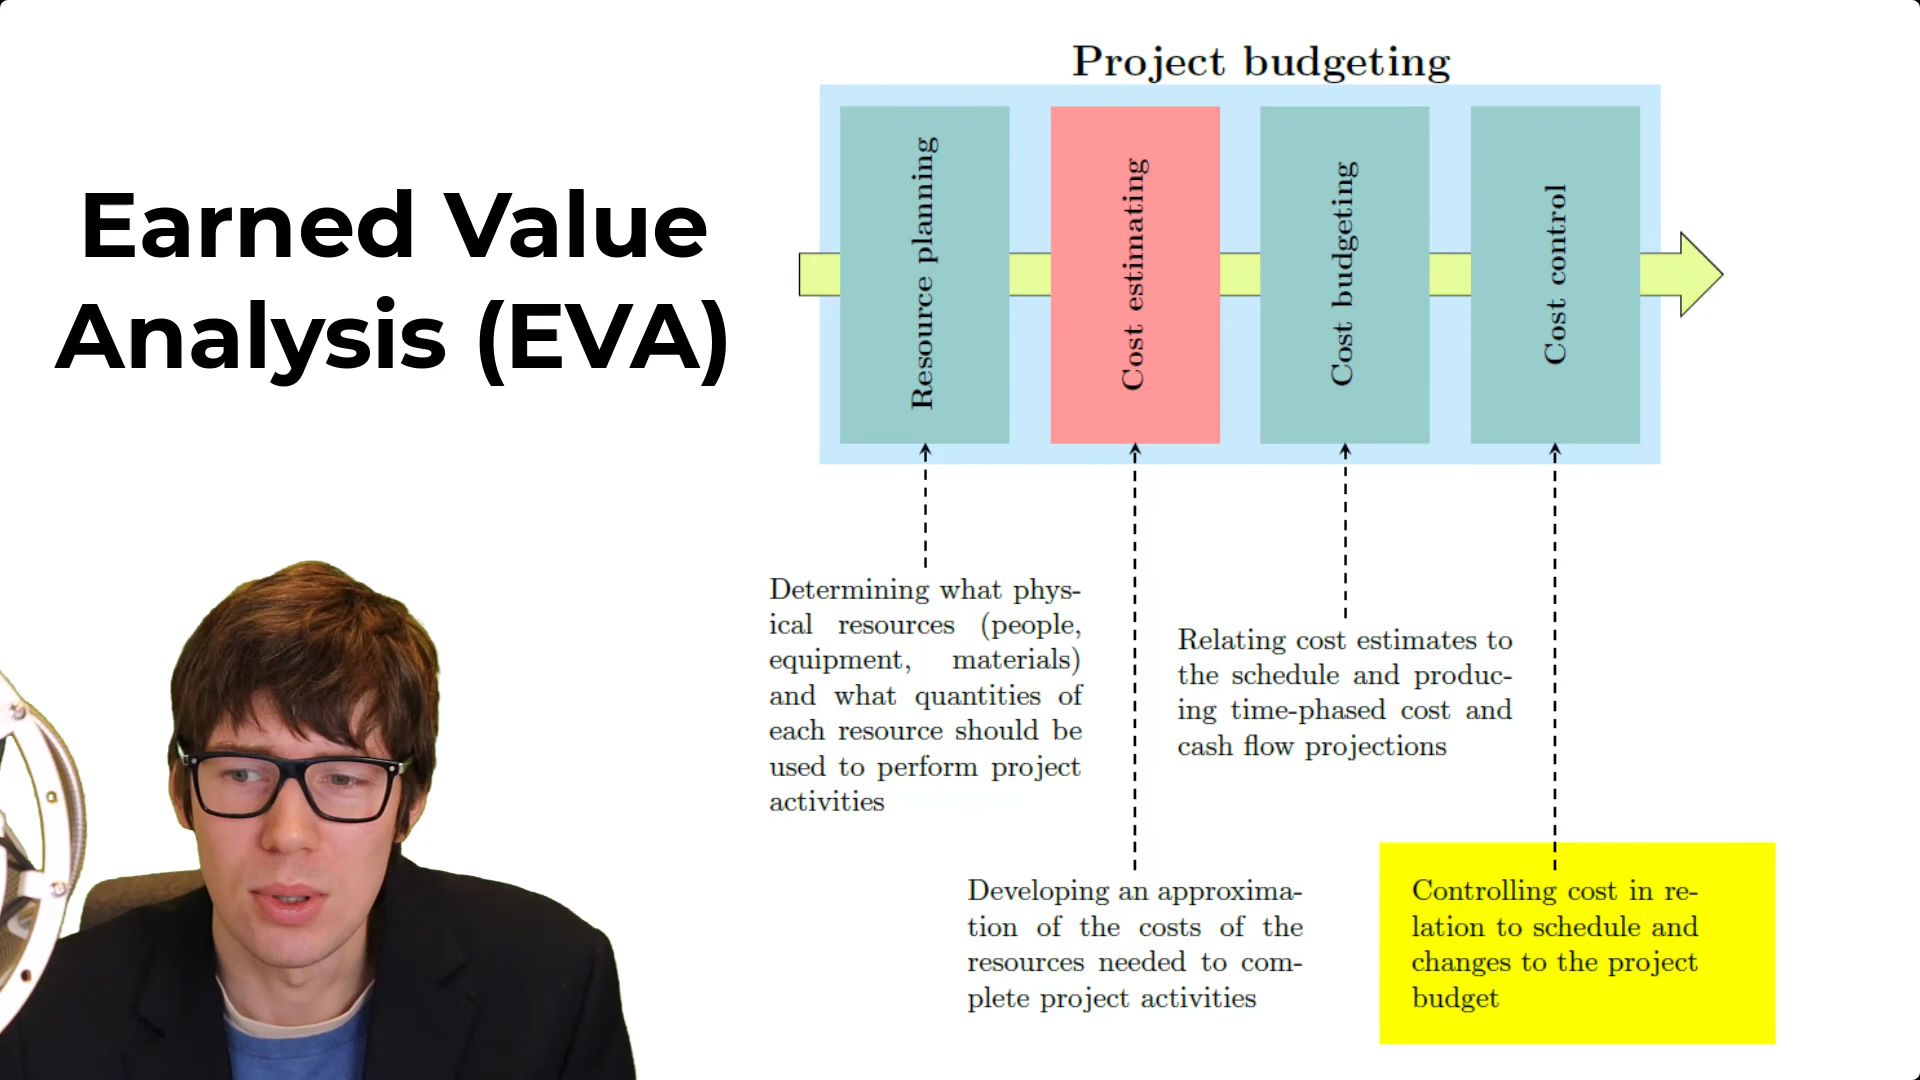 Earned Value
Analysis (EVA)
Project budgeting
Resource planning
Cost estimating
Cost budgeting
Cost control
Determining what phys-
ical resources (people,
equipment, materials)
and what quantities of
each resource should be
used to perform project
activities
Developing an approxima-
tion of the costs of the
resources needed to com-
plete project activities
Relating cost estimates to
the schedule and produc-
ing time-phased cost and
cash flow projections
Controlling cost in re-
lation to schedule and
changes to the project
budget